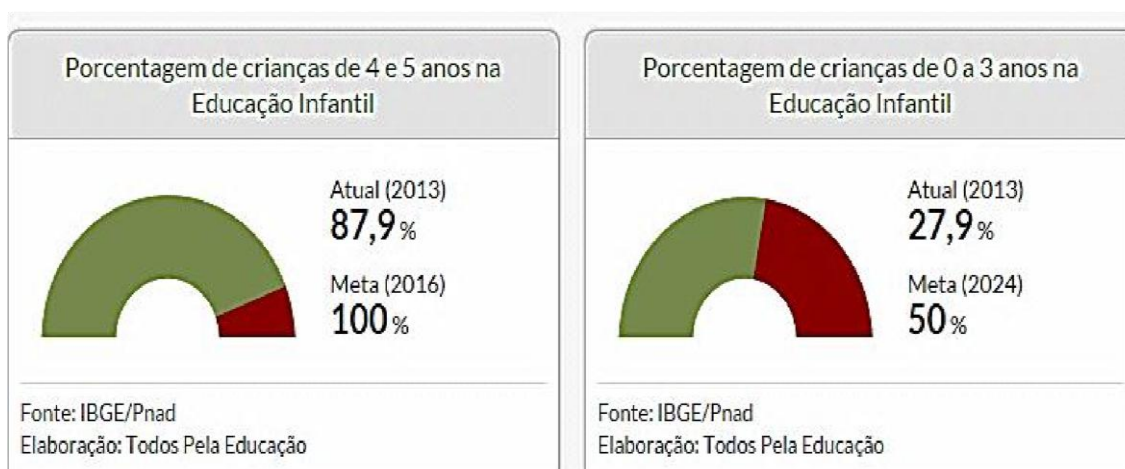 Porcentagem de crianças de 4 e 5 anos na
Educação Infantil
Atual (2013)
87,9 %
Meta (2016)
100 %
Fonte: IBGE/Pnad
Elaboração: Todos Pela Educação
Porcentagem de crianças de 0 a 3 anos na
Educação Infantil
Atual (2013)
27,9 %
Meta (2024)
50 %
Fonte: IBGE/Pnad
Elaboração: Todos Pela Educação